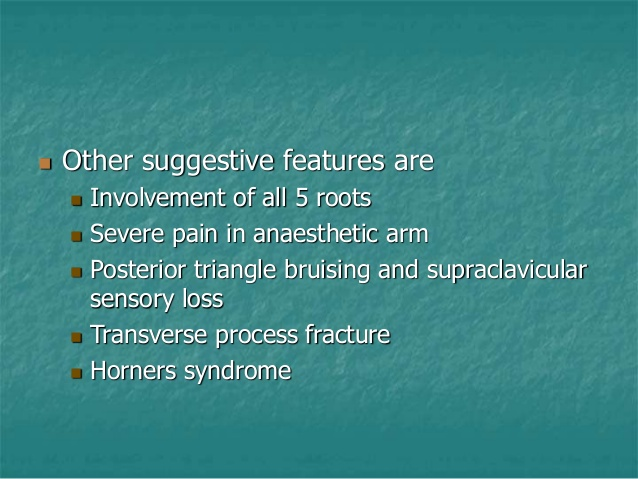 Other suggestive features are
Involvement of all 5 roots
Severe pain in anaesthetic arm
Posterior triangle bruising and supraclavicular
sensory loss
Transverse process fracture
Horners syndrome